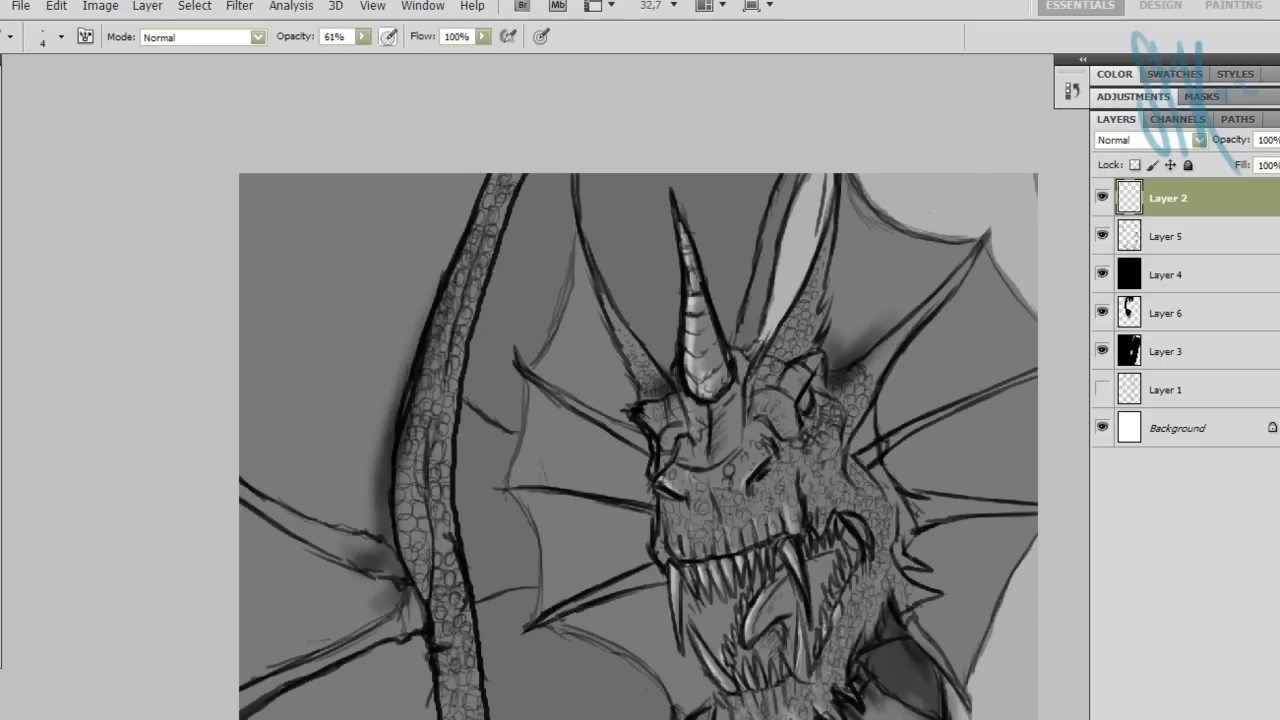 File Edit Image Layer Select Filter Analysis 3D View Window Help Br Mb 32,7 ESSENTIALS DESIGN PAINTING
4 Mode: Normal Opacity: 61% Flow: 100%
COLOR SWATCHES STYLES
ADJUSTMENTS MASKS
LAYERS CHANNELS PATHS
Normal Opacity: 100%
Lock: Fill: 100%
Layer 2
Layer 5
Layer 4
Layer 6
Layer 3
Layer 1
Background